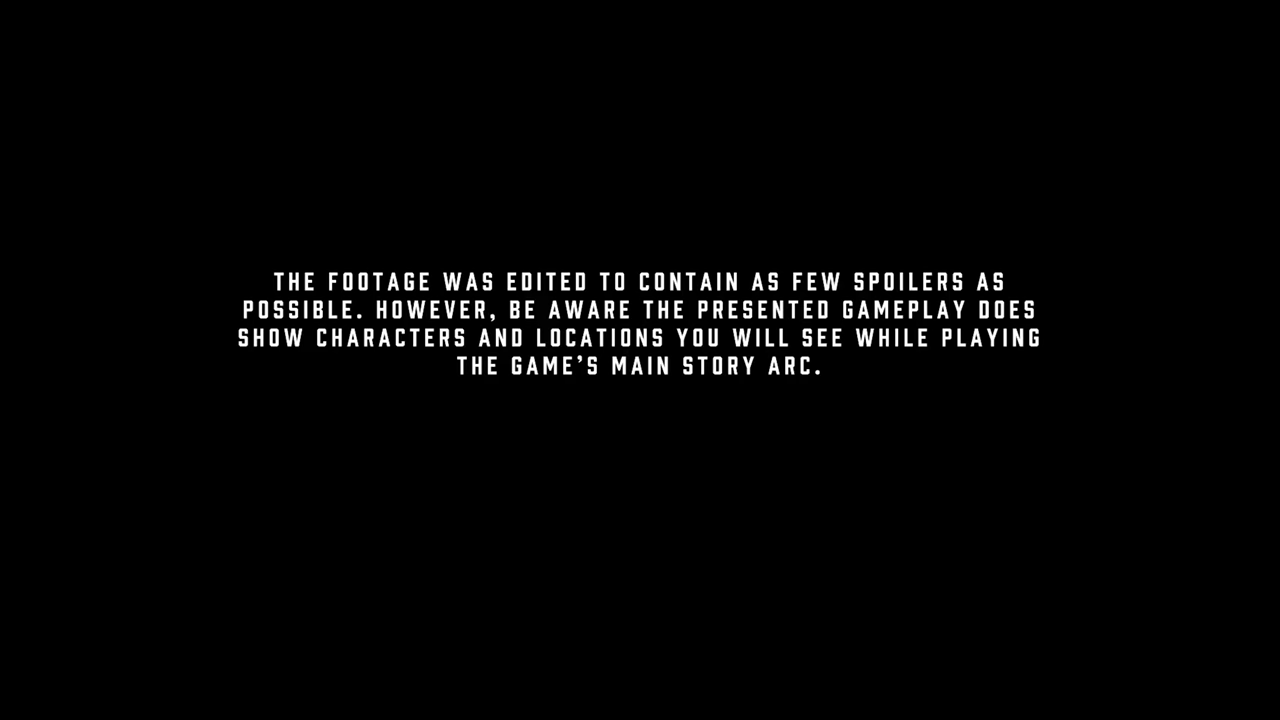 THE FOOTAGE WAS EDITED TO CONTAIN AS FEW SPOILERS AS
POSSIBLE. HOWEVER, BE AWARE THE PRESENTED GAMEPLAY DOES
SHOW CHARACTERS AND LOCATIONS YOU WILL SEE WHILE PLAYING
THE GAME’S MAIN STORY ARC.